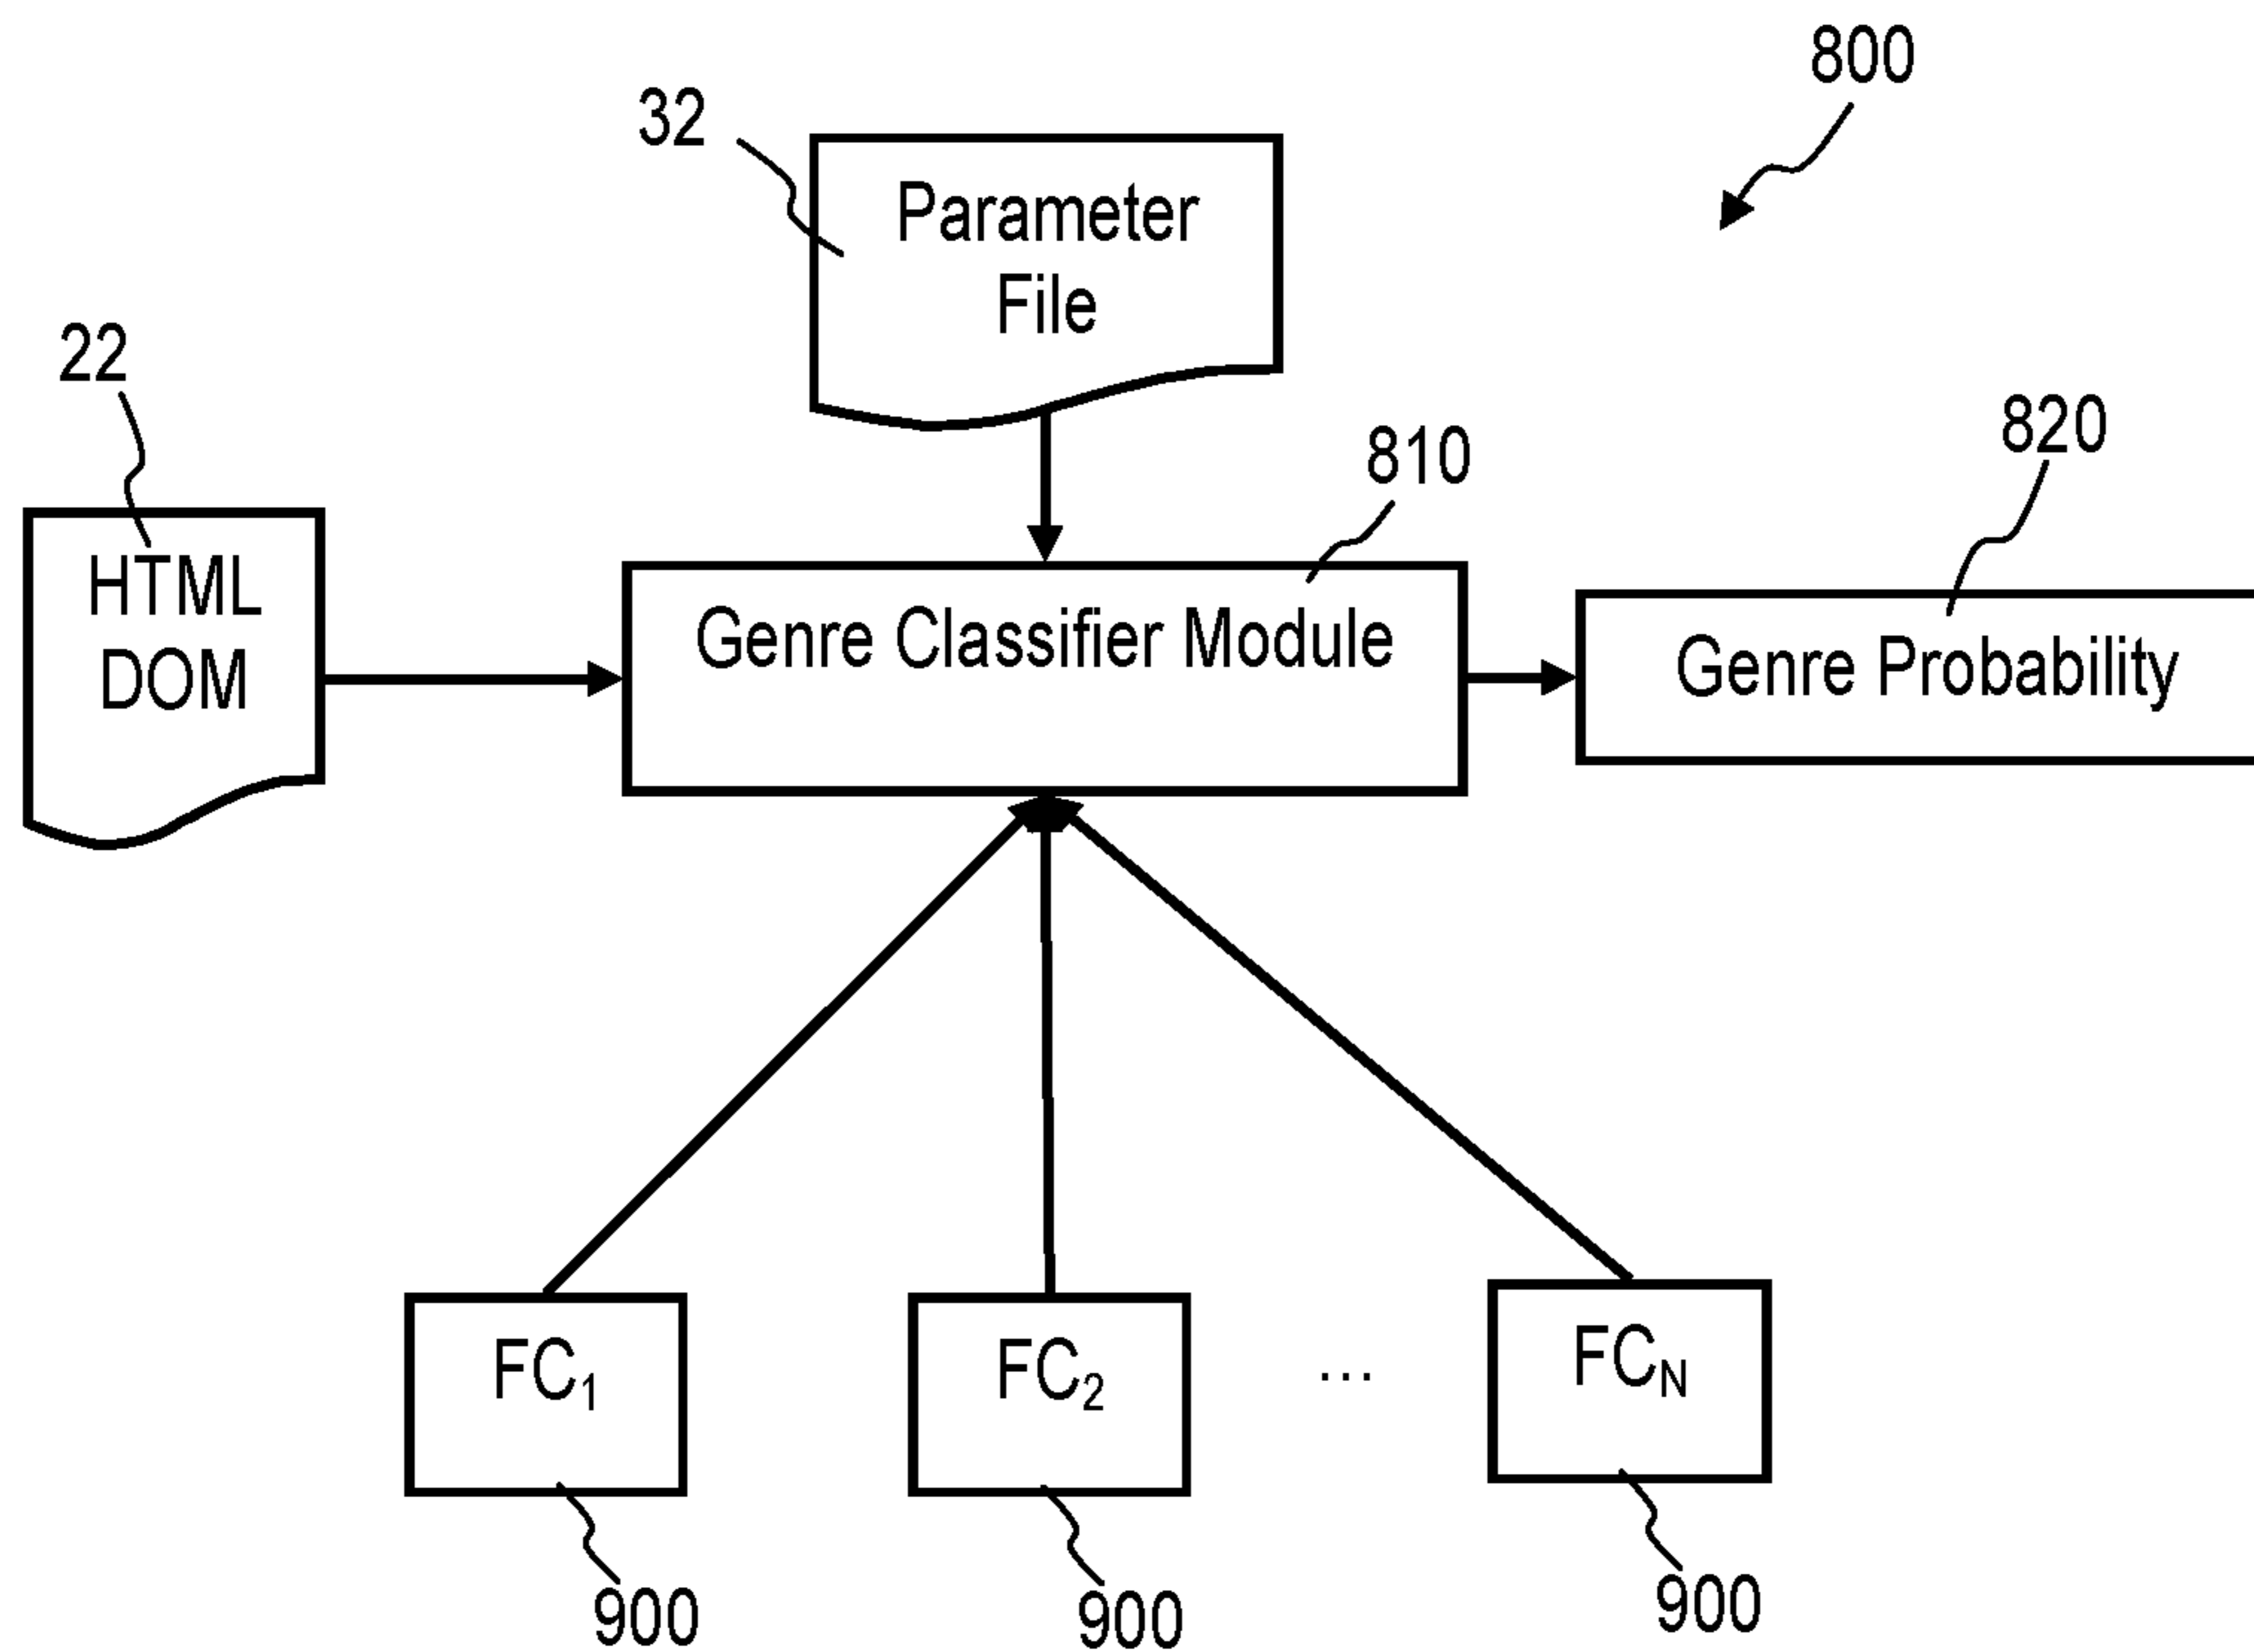 800
32
Parameter
File
22
820
810
HTML
DOM
Genre Classifier Module
Genre Probability
FC1
FC2
...
FCN
900
900
900